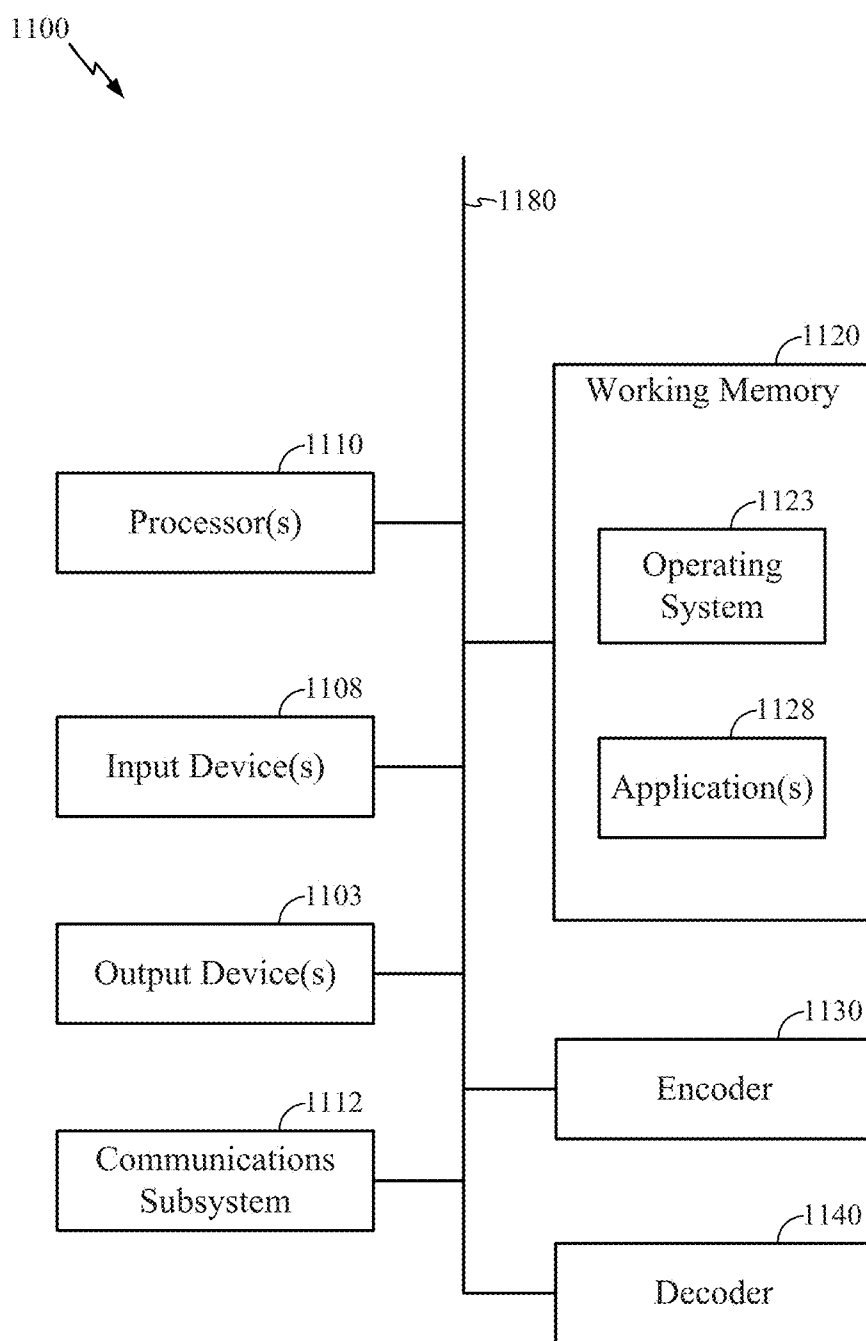 1100
1180
1120
Working Memory
1110
Processor(s)
1123
Operating
System
1108
Input Device(s)
1128
Application(s)
1103
Output Device(s)
1130
Encoder
1112
Communications
Subsystem
1140
Decoder